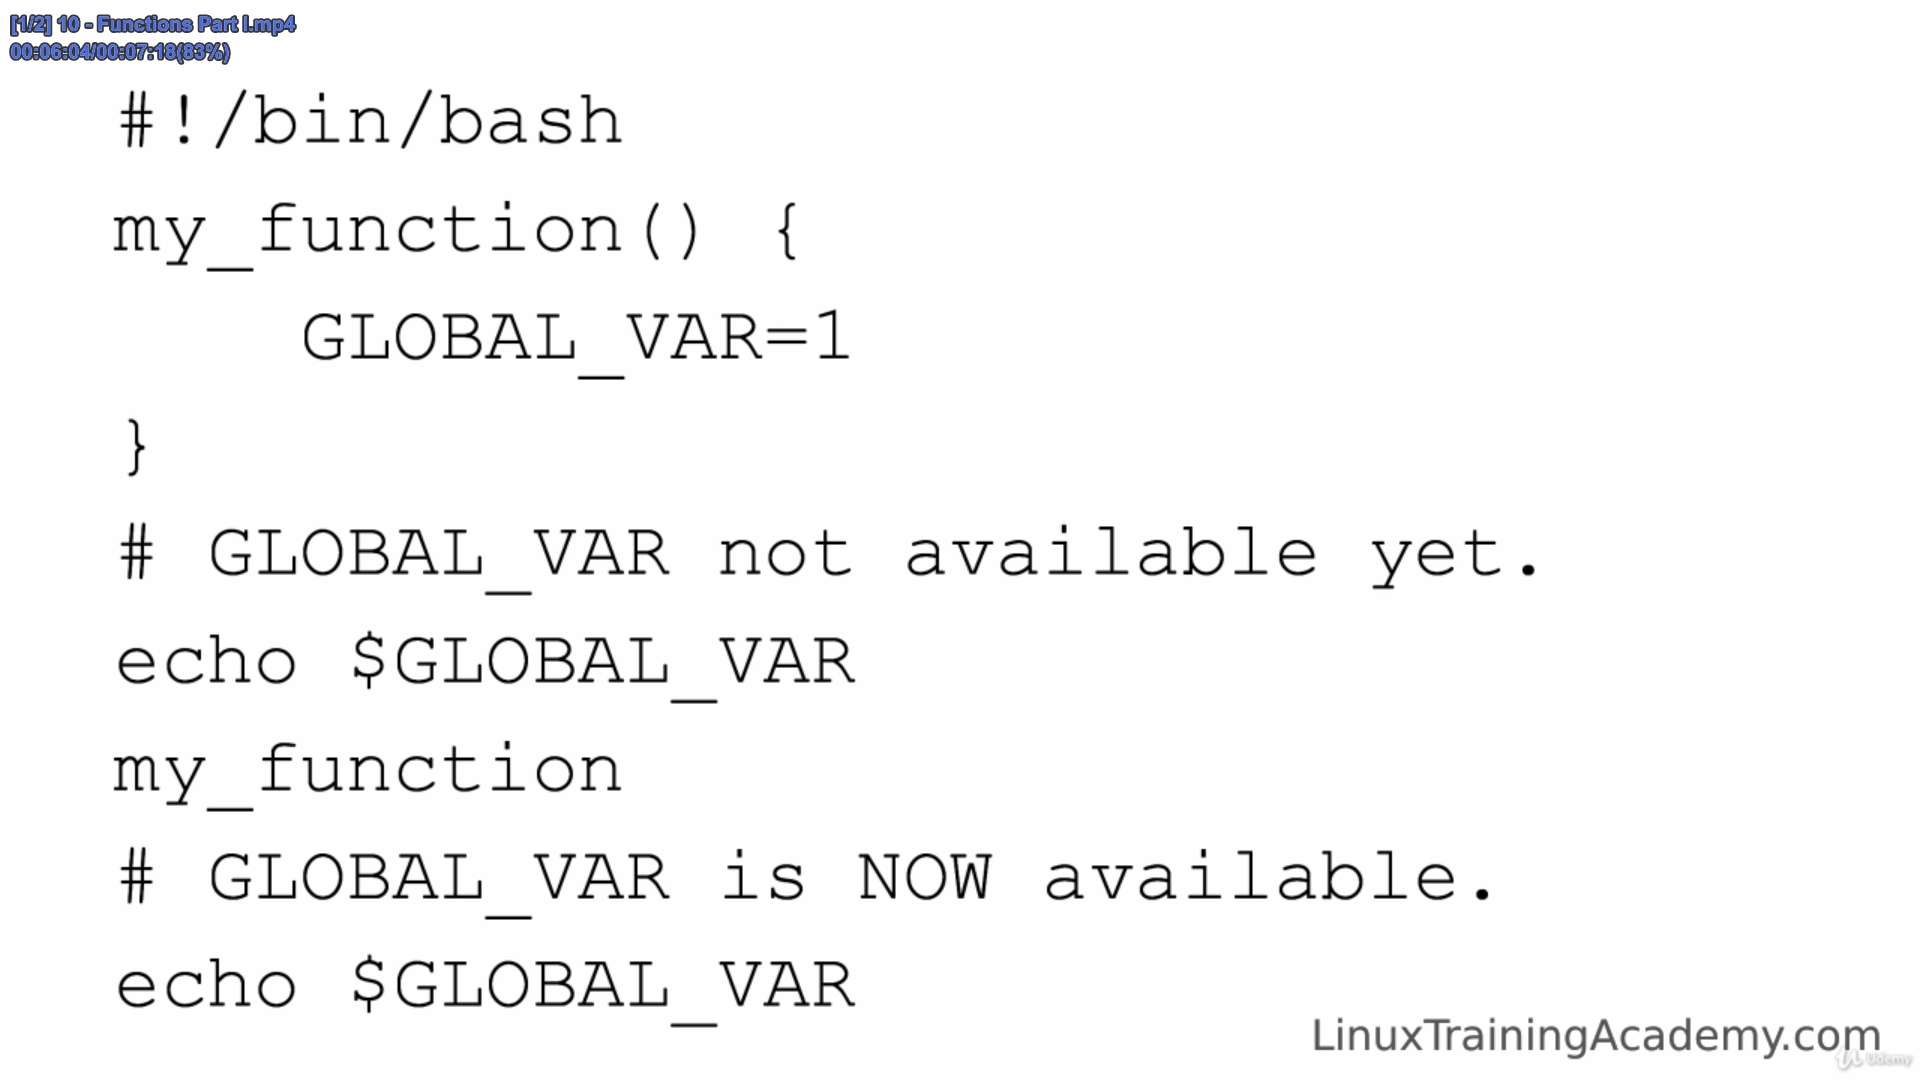 [1/2] 10 - Functions Part I.mp4
00:06:04/00:07:18(83%)
#!/bin/bash
my_function() {
    GLOBAL_VAR=1
}
# GLOBAL_VAR not available yet.
echo $GLOBAL_VAR
my_function
# GLOBAL_VAR is NOW available.
echo $GLOBAL_VAR
LinuxTrainingAcademy.com
Udemy